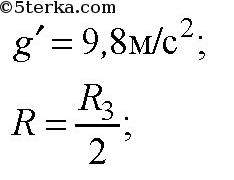 ©5terka.com
g′ = 9,8м/с²;
R = R₃/2;